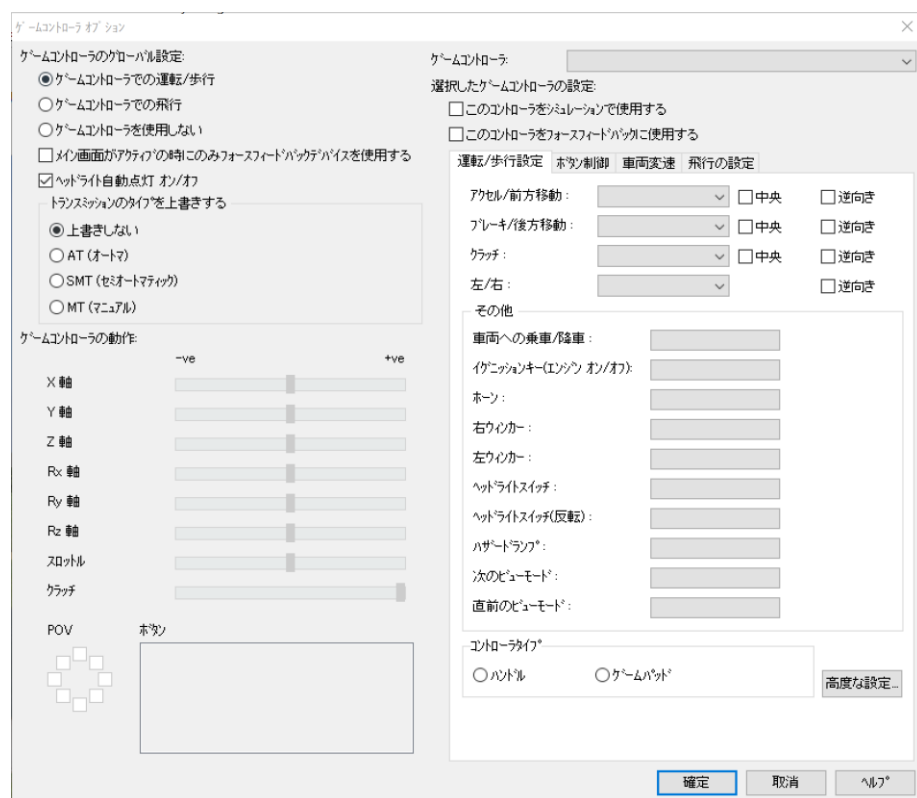 ｹﾞｰﾑｺﾝﾄﾛｰﾗ ｵﾌﾟｼｮﾝ
ｹﾞｰﾑｺﾝﾄﾛｰﾗのｸﾞﾛｰﾊﾞﾙ設定:
ｹﾞｰﾑｺﾝﾄﾛｰﾗでの運転/歩行
ｹﾞｰﾑｺﾝﾄﾛｰﾗでの飛行
ｹﾞｰﾑｺﾝﾄﾛｰﾗを使用しない
ﾒｲﾝ画面がｱｸﾃｨﾌﾞの時にのみﾌｫｰｽﾌｨｰﾄﾞﾊﾞｯｸﾃﾞﾊﾞｲｽを使用する
ﾍｯﾄﾞﾗｲﾄ自動点灯 ｵﾝ/ｵﾌ
ﾄﾗﾝｽﾐｯｼｮﾝのﾀｲﾌﾟを上書きする
上書きしない
AT (ｵｰﾄﾏ)
SMT (ｾﾐｵｰﾄﾏﾃｨｯｸ)
MT (ﾏﾆｭｱﾙ)
ｹﾞｰﾑｺﾝﾄﾛｰﾗの動作:
-ve +ve
X 軸
Y 軸
Z 軸
Rx 軸
Ry 軸
Rz 軸
ｽﾛｯﾄﾙ
ｸﾗｯﾁ
POV ﾎﾞﾀﾝ
ｹﾞｰﾑｺﾝﾄﾛｰﾗ:
選択したｹﾞｰﾑｺﾝﾄﾛｰﾗの設定:
このｺﾝﾄﾛｰﾗをｼﾐｭﾚｰｼｮﾝで使用する
このｺﾝﾄﾛｰﾗをﾌｫｰｽﾌｨｰﾄﾞﾊﾞｯｸに使用する
運転/歩行設定 ﾎﾞﾀﾝ制御 車両変速 飛行の設定
ｱｸｾﾙ/前方移動 : 中央 逆向き
ﾌﾞﾚｰｷ/後方移動 : 中央 逆向き
ｸﾗｯﾁ : 中央 逆向き
左/右 : 逆向き
その他
車両への乗車/降車 :
ｲｸﾞﾆｯｼｮﾝｷｰ(ｴﾝｼﾞﾝ ｵﾝ/ｵﾌ):
ﾎｰﾝ :
右ｳｨﾝｶｰ :
左ｳｨﾝｶｰ :
ﾍｯﾄﾞﾗｲﾄｽｲｯﾁ :
ﾍｯﾄﾞﾗｲﾄｽｲｯﾁ(反転) :
ﾊｻﾞｰﾄﾞﾗﾝﾌﾟ :
次のﾋﾞｭｰﾓｰﾄﾞ :
直前のﾋﾞｭｰﾓｰﾄﾞ :
ｺﾝﾄﾛｰﾗﾀｲﾌﾟ
ﾊﾝﾄﾞﾙ ｹﾞｰﾑﾊﾟｯﾄﾞ
高度な設定...
確定 取消 ﾍﾙﾌﾟ